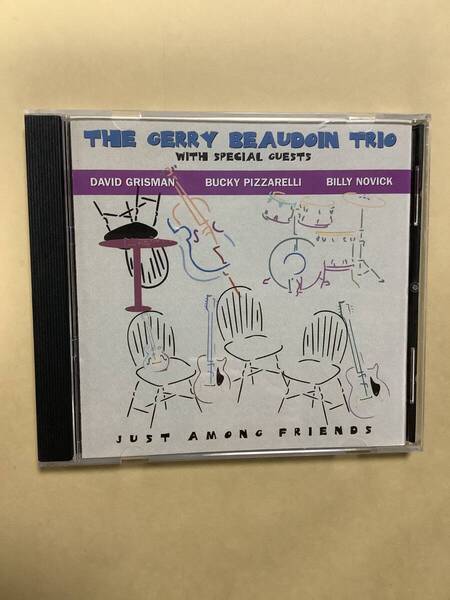 THE GERRY BEAUDOIN TRIO
WITH SPECIAL GUESTS
DAVID GRISMAN BUCKY PIZZARELLI BILLY NOVICK
JUST AMONG FRIENDS